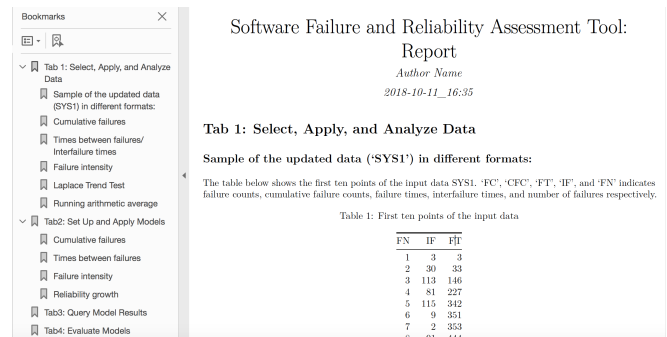 Bookmarks
Tab 1: Select, Apply, and Analyze
Data
Sample of the updated data
(SYS1) in different formats:
Cumulative failures
Times between failures/
Interfailure times
Failure intensity
Laplace Trend Test
Running arithmetic average
Tab2: Set Up and Apply Models
Cumulative failures
Times between failures
Failure intensity
Reliability growth
Tab3: Query Model Results
Tab4: Evaluate Models
Software Failure and Reliability Assessment Tool:
Report
Author Name
2018-10-11_16:35
Tab 1: Select, Apply, and Analyze Data
Sample of the updated data (‘SYS1’) in different formats:
The table below shows the first ten points of the input data SYS1. ‘FC’, ‘CFC’, ‘FT’, ‘IF’, and ‘FN’ indicates
failure counts, cumulative failure counts, failure times, interfailure times, and number of failures respectively.
Table 1: First ten points of the input data
FN IF FT
1 3 3
2 30 33
3 113 146
4 81 227
5 115 342
6 9 351
7 2 353